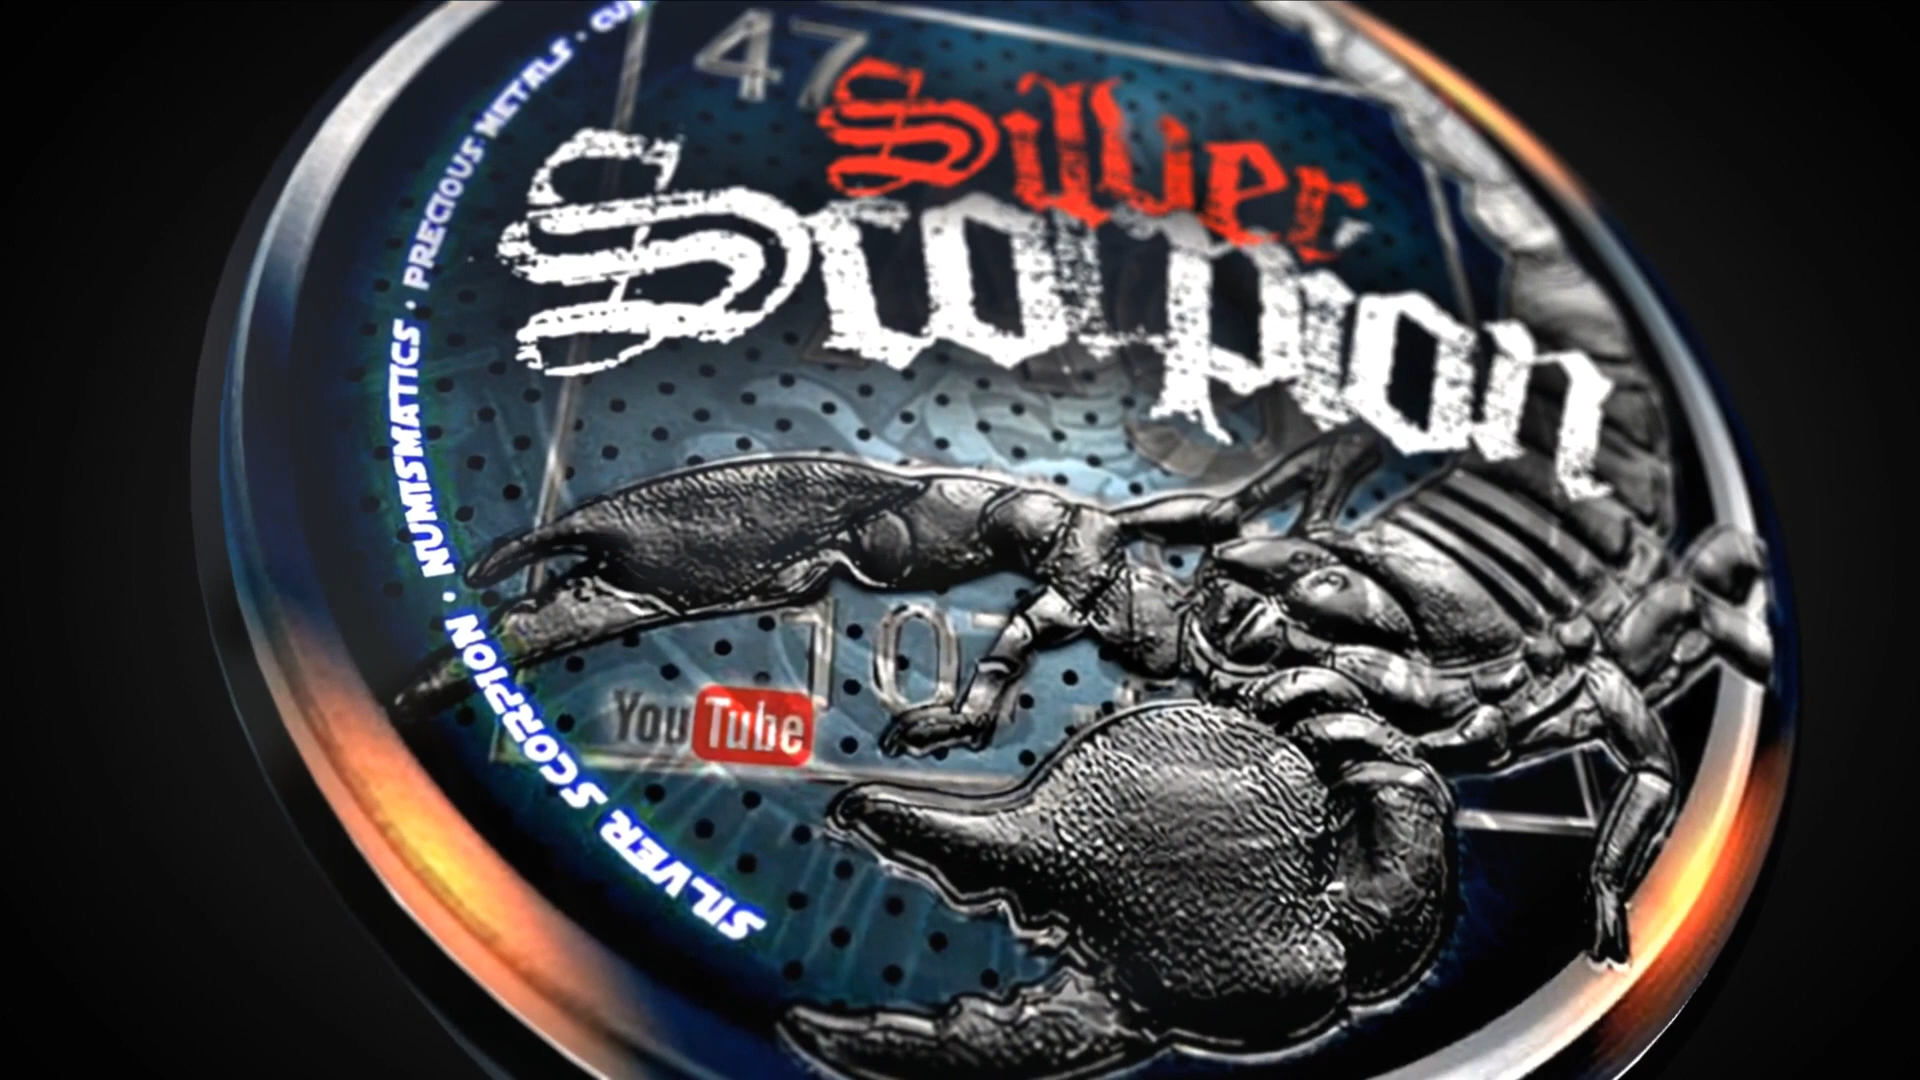 47
Silver
Scorpion
107
YouTube
SILVER SCORPION · NUMISMATICS · PRECIOUS METALS ·